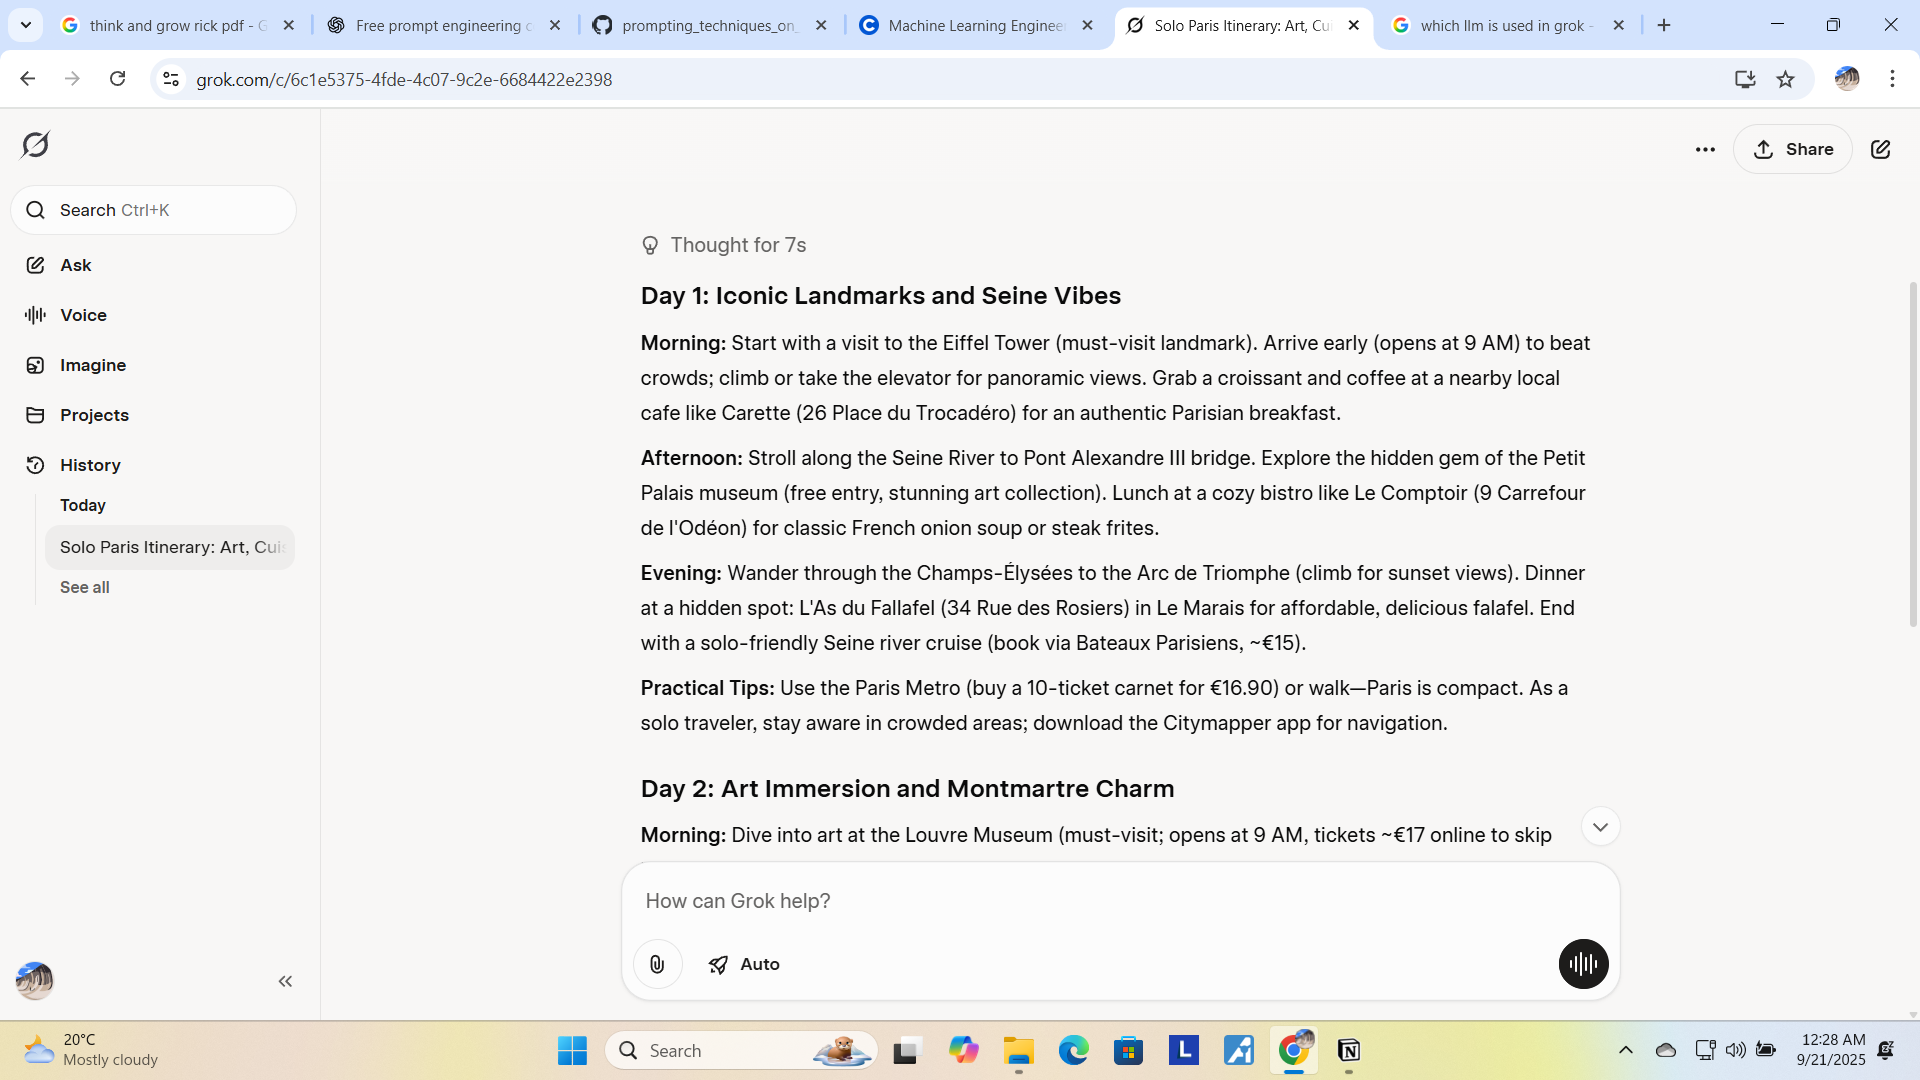 think and grow rick pdf - G
Free prompt engineering c
prompting_techniques_on_
Machine Learning Engineer
Solo Paris Itinerary: Art, Cui
which llm is used in grok -
grok.com/c/6c1e5375-4fde-4c07-9c2e-6684422e2398
Share
Search Ctrl+K
Ask
Voice
Imagine
Projects
History
Today
Solo Paris Itinerary: Art, Cuis
See all
Thought for 7s
Day 1: Iconic Landmarks and Seine Vibes
Morning: Start with a visit to the Eiffel Tower (must-visit landmark). Arrive early (opens at 9 AM) to beat
crowds; climb or take the elevator for panoramic views. Grab a croissant and coffee at a nearby local
cafe like Carette (26 Place du Trocadéro) for an authentic Parisian breakfast.
Afternoon: Stroll along the Seine River to Pont Alexandre III bridge. Explore the hidden gem of the Petit
Palais museum (free entry, stunning art collection). Lunch at a cozy bistro like Le Comptoir (9 Carrefour
de l'Odéon) for classic French onion soup or steak frites.
Evening: Wander through the Champs-Élysées to the Arc de Triomphe (climb for sunset views). Dinner
at a hidden spot: L'As du Fallafel (34 Rue des Rosiers) in Le Marais for affordable, delicious falafel. End
with a solo-friendly Seine river cruise (book via Bateaux Parisiens, ~€15).
Practical Tips: Use the Paris Metro (buy a 10-ticket carnet for €16.90) or walk—Paris is compact. As a
solo traveler, stay aware in crowded areas; download the Citymapper app for navigation.
Day 2: Art Immersion and Montmartre Charm
Morning: Dive into art at the Louvre Museum (must-visit; opens at 9 AM, tickets ~€17 online to skip
How can Grok help?
Auto
20°C
Mostly cloudy
Search
12:28 AM
9/21/2025